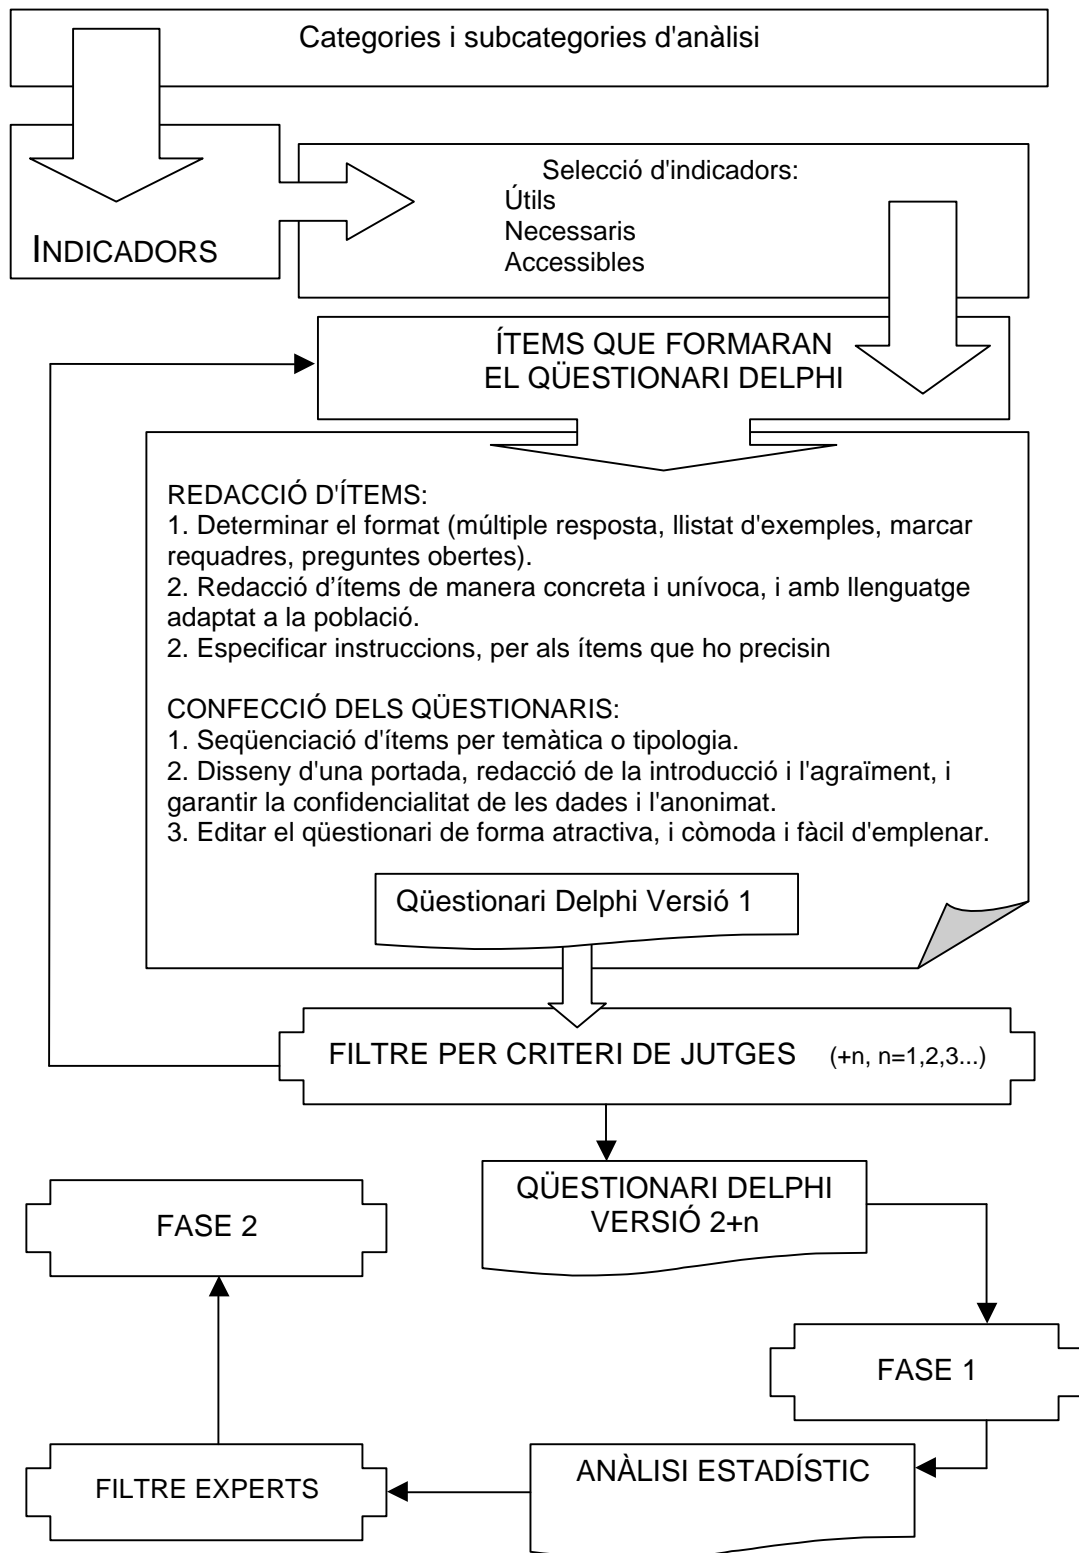 Categories i subcategories d'anàlisi
INDICADORS
Selecció d'indicadors:
Útils
Necessaris
Accessibles
ÍTEMS QUE FORMARAN
EL QÜESTIONARI DELPHI
REDACCIÓ D'ÍTEMS:
1. Determinar el format (múltiple resposta, llistat d'exemples, marcar
requadres, preguntes obertes).
2. Redacció d’ítems de manera concreta i unívoca, i amb llenguatge
adaptat a la població.
2. Especificar instruccions, per als ítems que ho precisin
CONFECCIÓ DELS QÜESTIONARIS:
1. Seqüenciació d'ítems per temàtica o tipologia.
2. Disseny d'una portada, redacció de la introducció i l'agraïment, i
garantir la confidencialitat de les dades i l'anonimat.
3. Editar el qüestionari de forma atractiva, i còmoda i fàcil d'emplenar.
Qüestionari Delphi Versió 1
FILTRE PER CRITERI DE JUTGES (+n, n=1,2,3...)
QÜESTIONARI DELPHI
VERSIÓ 2+n
FASE 2
FASE 1
ANÀLISI ESTADÍSTIC
FILTRE EXPERTS